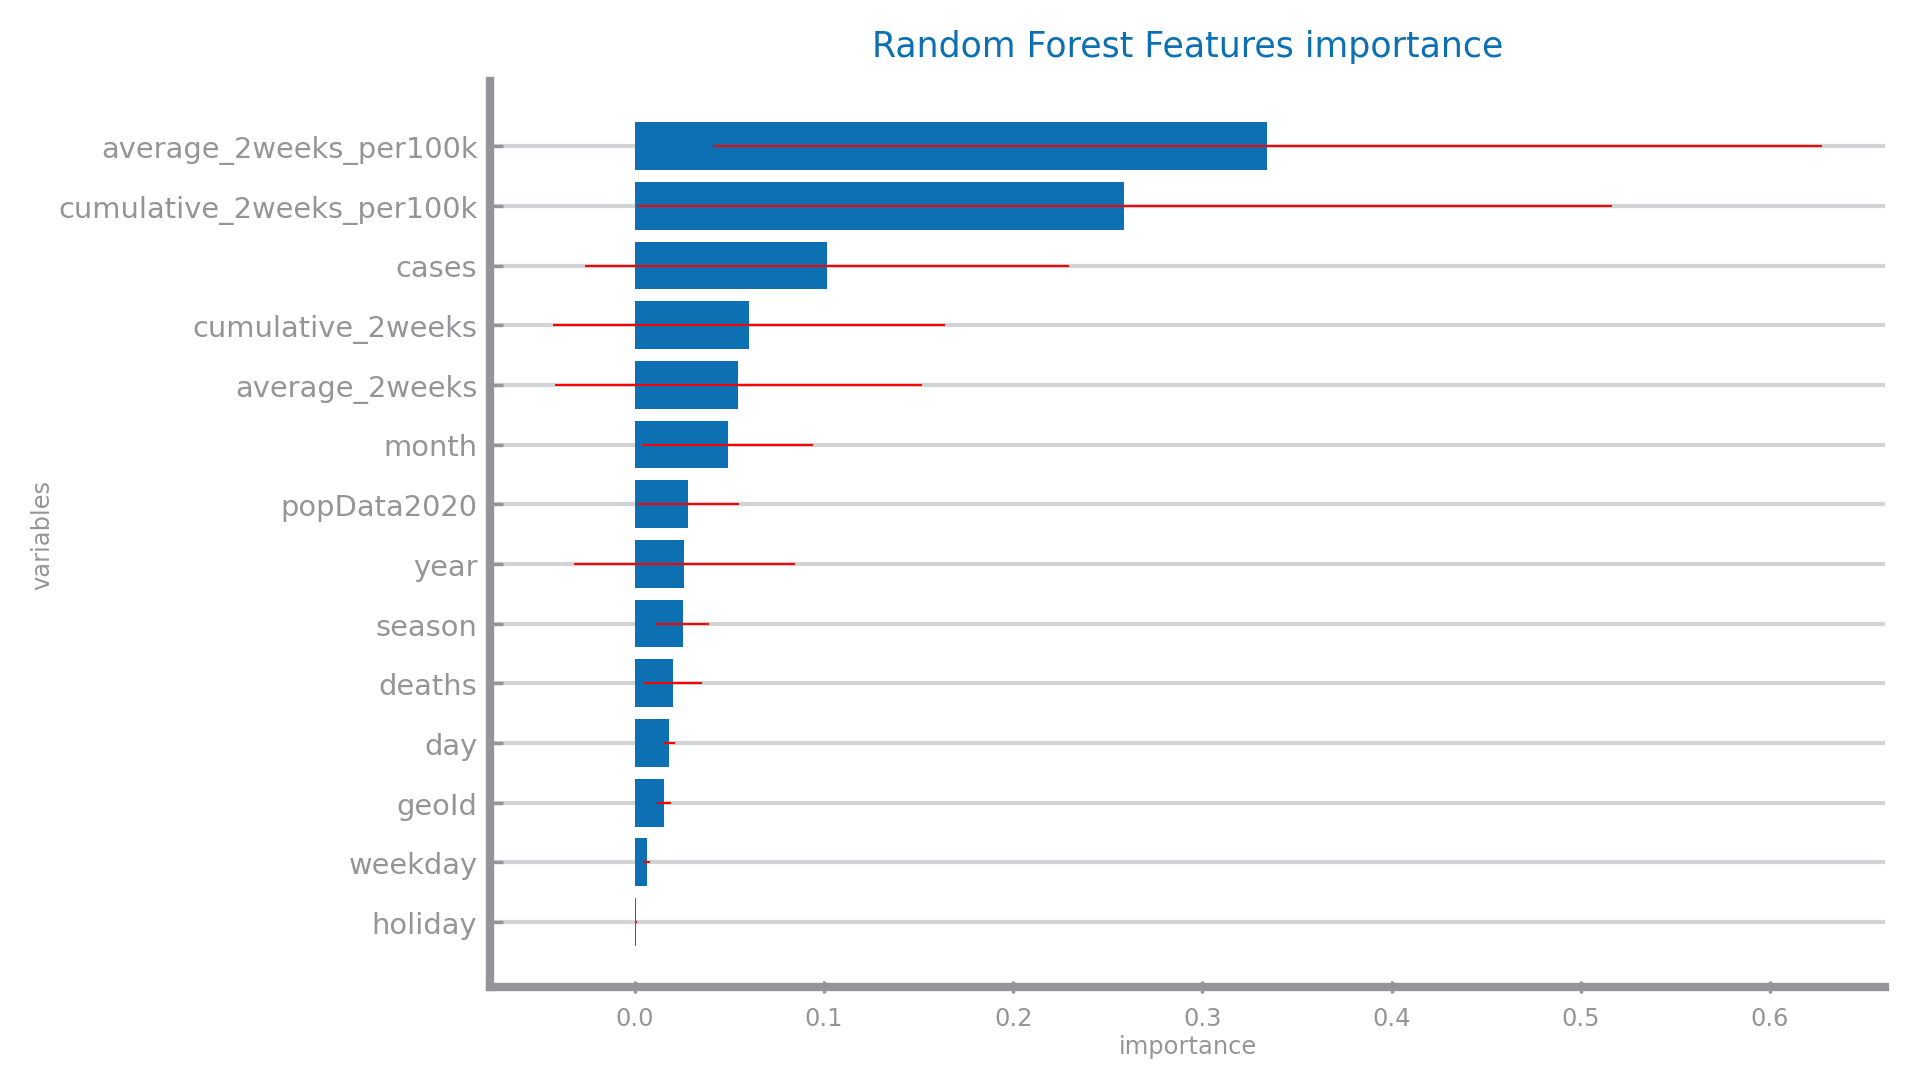 Random Forest Features importance
average_2weeks_per100k
cumulative_2weeks_per100k
cases
cumulative_2weeks
average_2weeks
month
popData2020
year
season
deaths
day
geoId
weekday
holiday
variables
0.0 0.1 0.2 0.3 0.4 0.5 0.6
importance